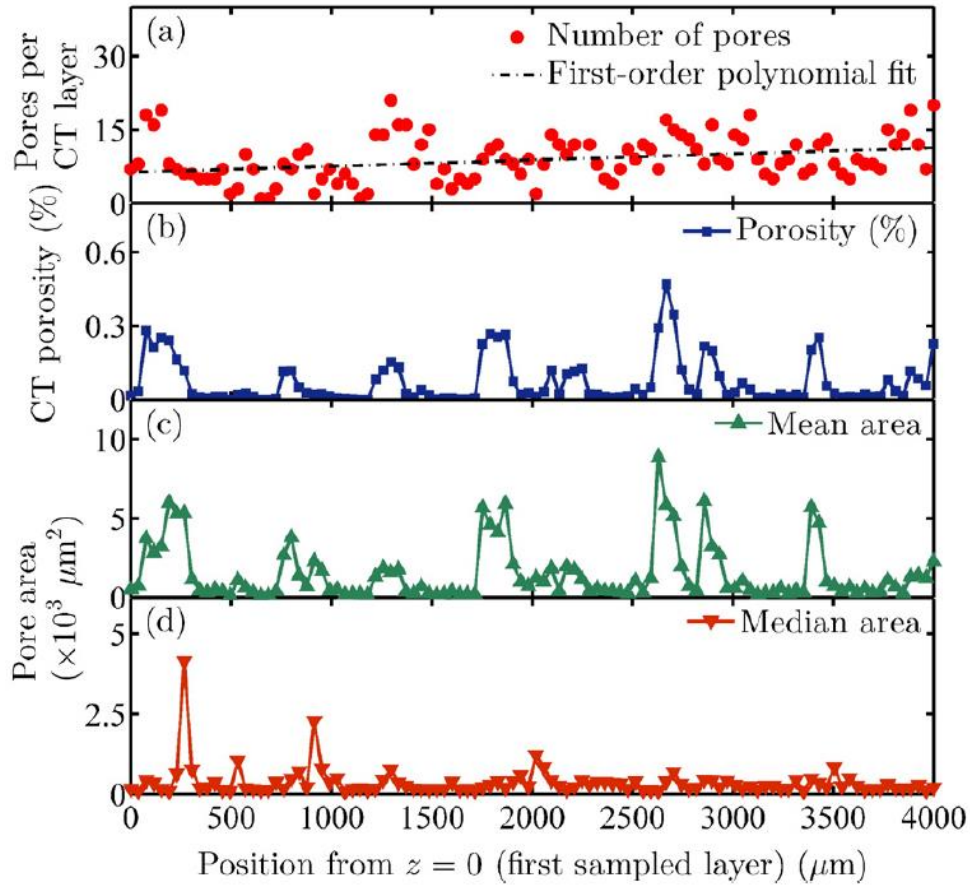 (a)
Number of pores
First-order polynomial fit
Pores per
CT layer
30
15
0
(b)
Porosity (%)
CT porosity (%)
0.6
0.3
0
(c)
Mean area
10
5
0
Pore area
(×10³ μm²)
(d)
Median area
5
2.5
0
0 500 1000 1500 2000 2500 3000 3500 4000
Position from z = 0 (first sampled layer) (μm)